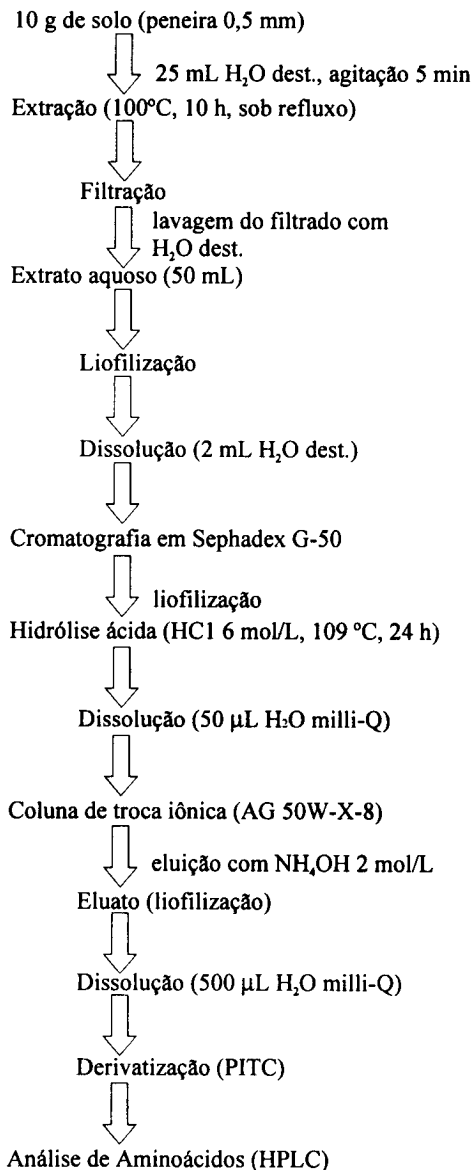 10 g de solo (peneira 0,5 mm)
25 mL H₂O dest., agitação 5 min
Extração (100ºC, 10 h, sob refluxo)
Filtração
lavagem do filtrado com
H₂O dest.
Extrato aquoso (50 mL)
Liofilização
Dissolução (2 mL H₂O dest.)
Cromatografia em Sephadex G-50
liofilização
Hidrólise ácida (HC1 6 mol/L, 109 ºC, 24 h)
Dissolução (50 µL H₂O milli-Q)
Coluna de troca iônica (AG 50W-X-8)
eluição com NH₄OH 2 mol/L
Eluato (liofilização)
Dissolução (500 µL H₂O milli-Q)
Derivatização (PITC)
Análise de Aminoácidos (HPLC)